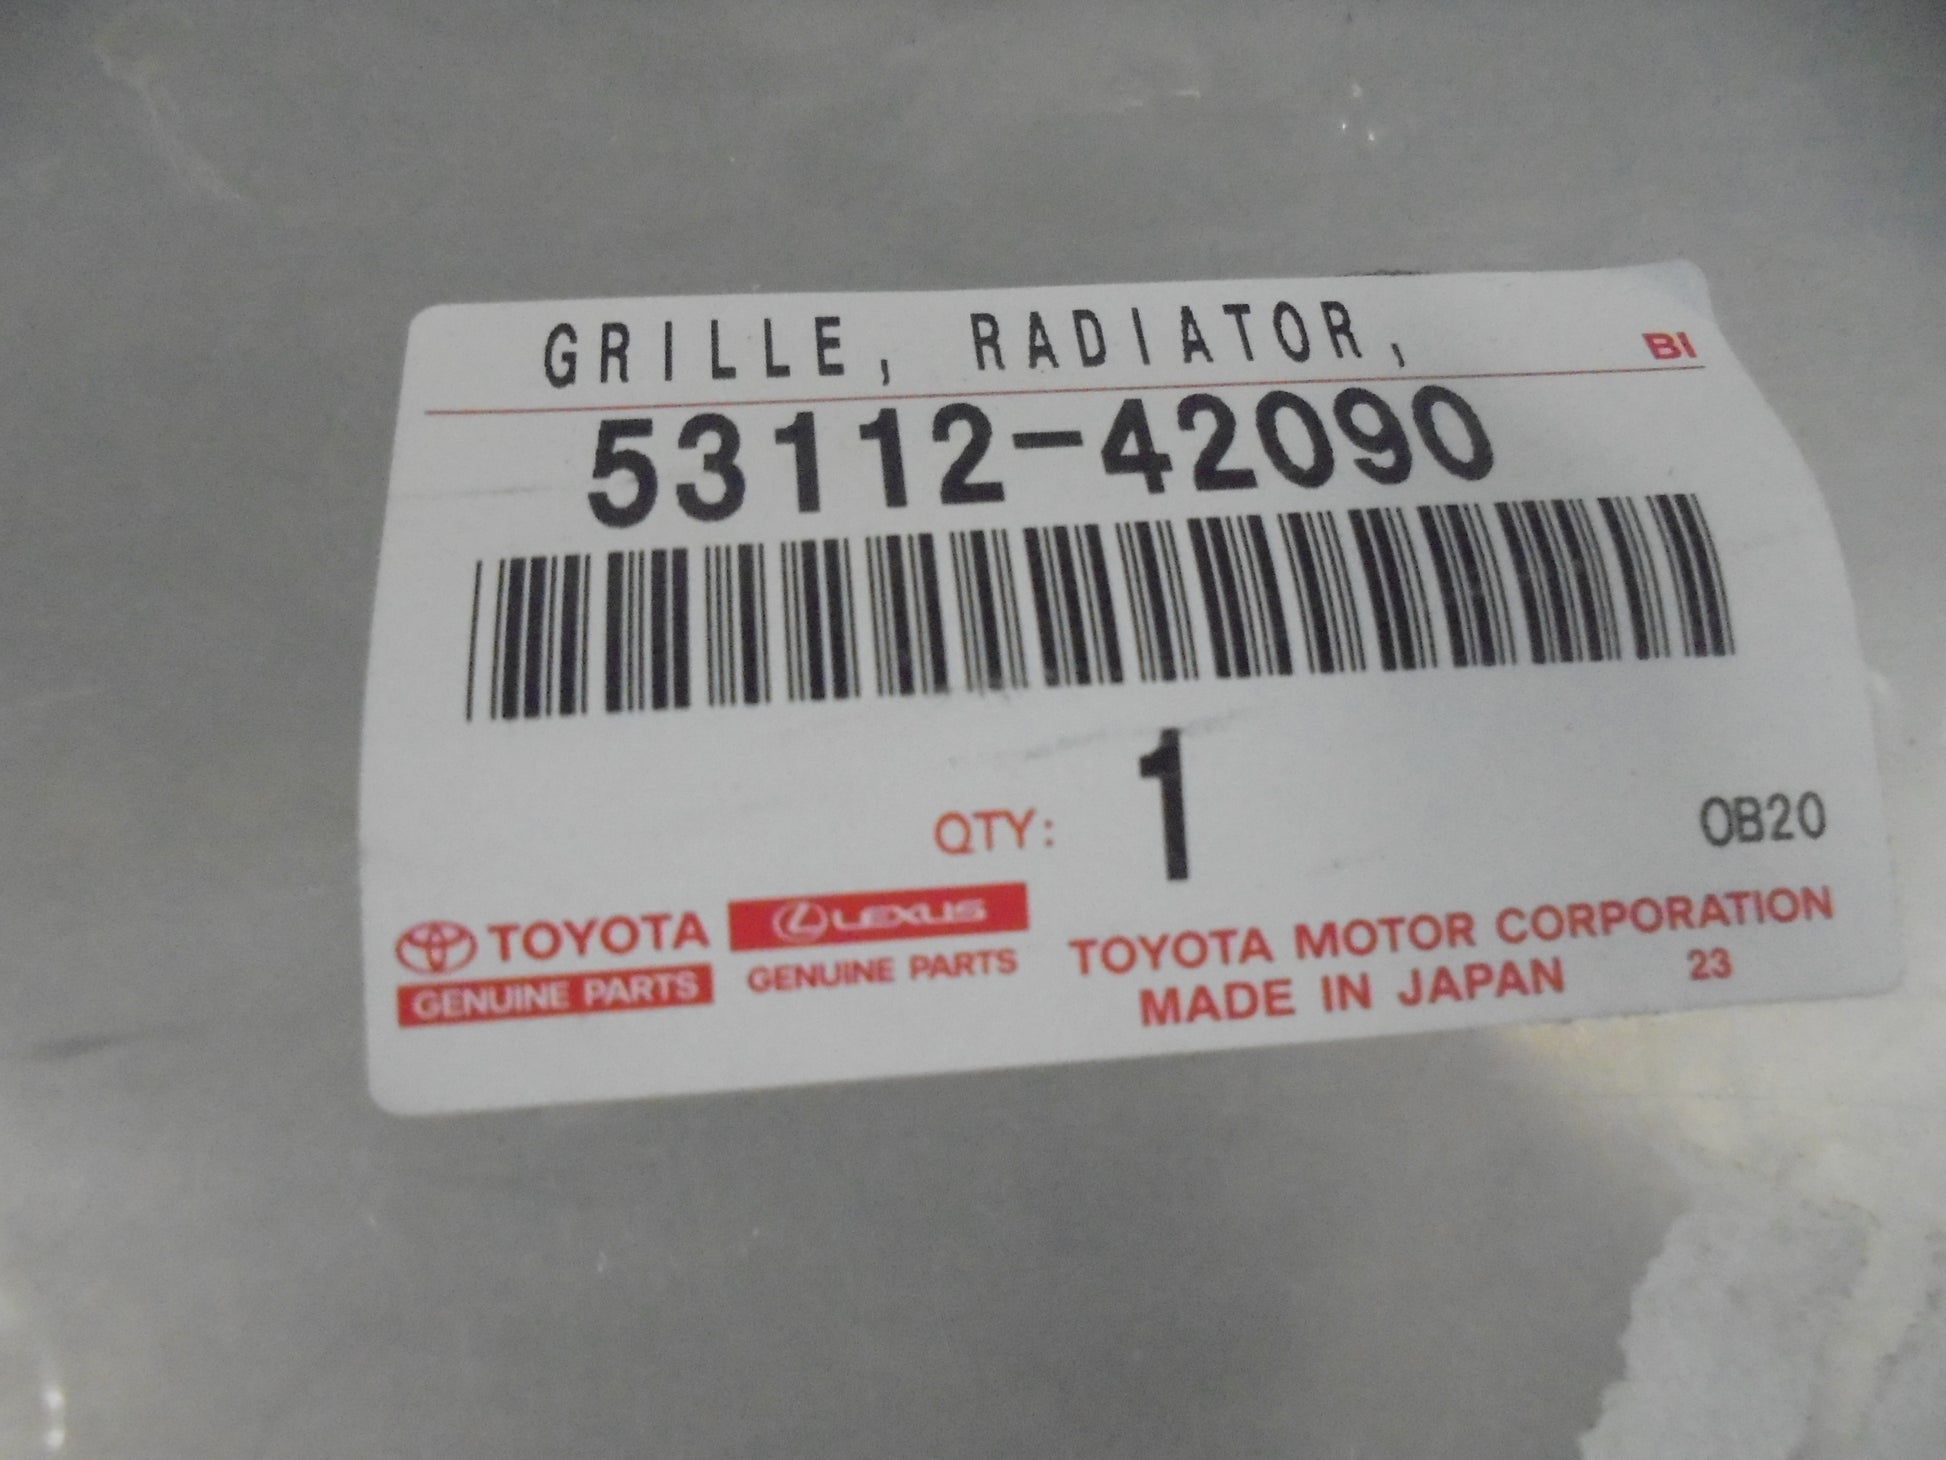 GRILLE, RADIATOR,
BI
53112-42090
QTY: 1
0B20
TOYOTA
GENUINE PARTS
LEXUS
GENUINE PARTS
TOYOTA MOTOR CORPORATION
MADE IN JAPAN 23